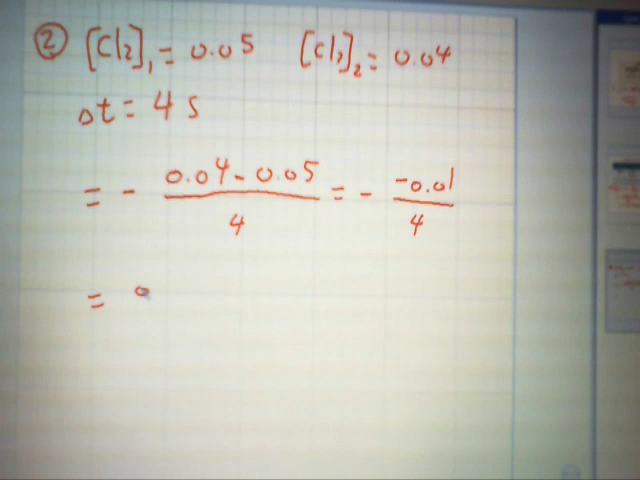 ② [Cl₂]₁ = 0.05 [Cl₂]₂ = 0.04
Δt = 4 s
= - (0.04 - 0.05)/4 = - (-0.01)/4
= 0